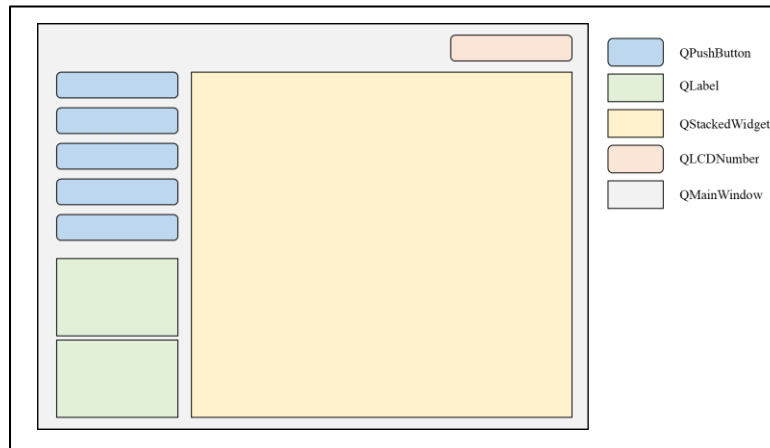 QPushButton
QLabel
QStackedWidget
QLCDNumber
QMainWindow